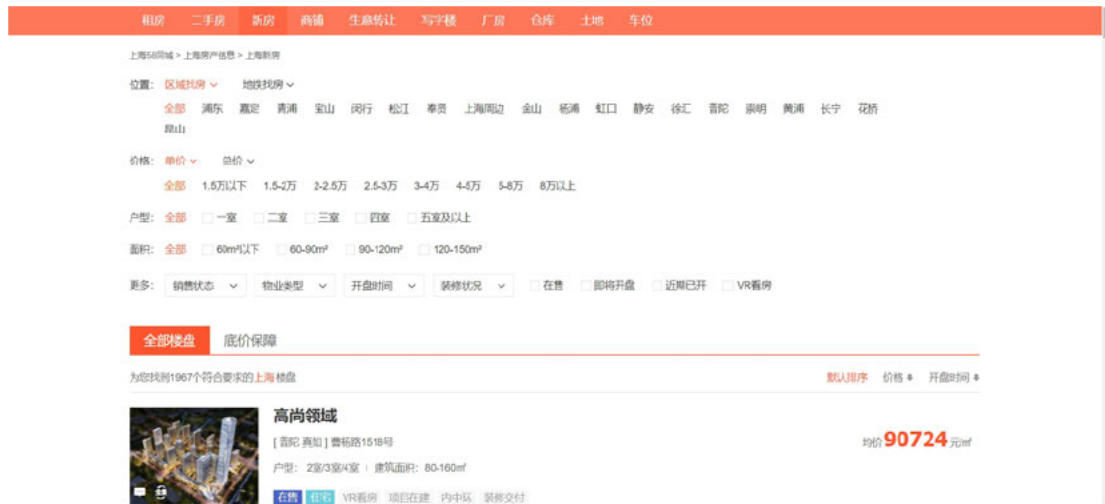 租房 二手房 新房 商铺 生意转让 写字楼 厂房 仓库 土地 车位
上海58同城 > 上海房产信息 > 上海新房
位置: 区域找房 地铁找房
全部 浦东 嘉定 青浦 宝山 闵行 松江 奉贤 上海周边 金山 杨浦 虹口 静安 徐汇 普陀 崇明 黄浦 长宁 花桥
昆山
价格: 单价 总价
全部 1.5万以下 1.5-2万 2-2.5万 2.5-3万 3-4万 4-5万 5-8万 8万以上
户型: 全部 一室 二室 三室 四室 五室及以上
面积: 全部 60m²以下 60-90m² 90-120m² 120-150m²
更多: 销售状态 物业类型 开盘时间 装修状况 在售 即将开盘 近期已开 VR看房
全部楼盘 底价保障
为您找到1967个符合要求的上海楼盘 默认排序 价格 开盘时间
高尚领域
[ 普陀 真如 ] 曹杨路1518号 均价90724元/㎡
户型: 2室/3室/4室 | 建筑面积: 80-160㎡
在售 住宅 VR看房 项目在建 内中环 装修交付